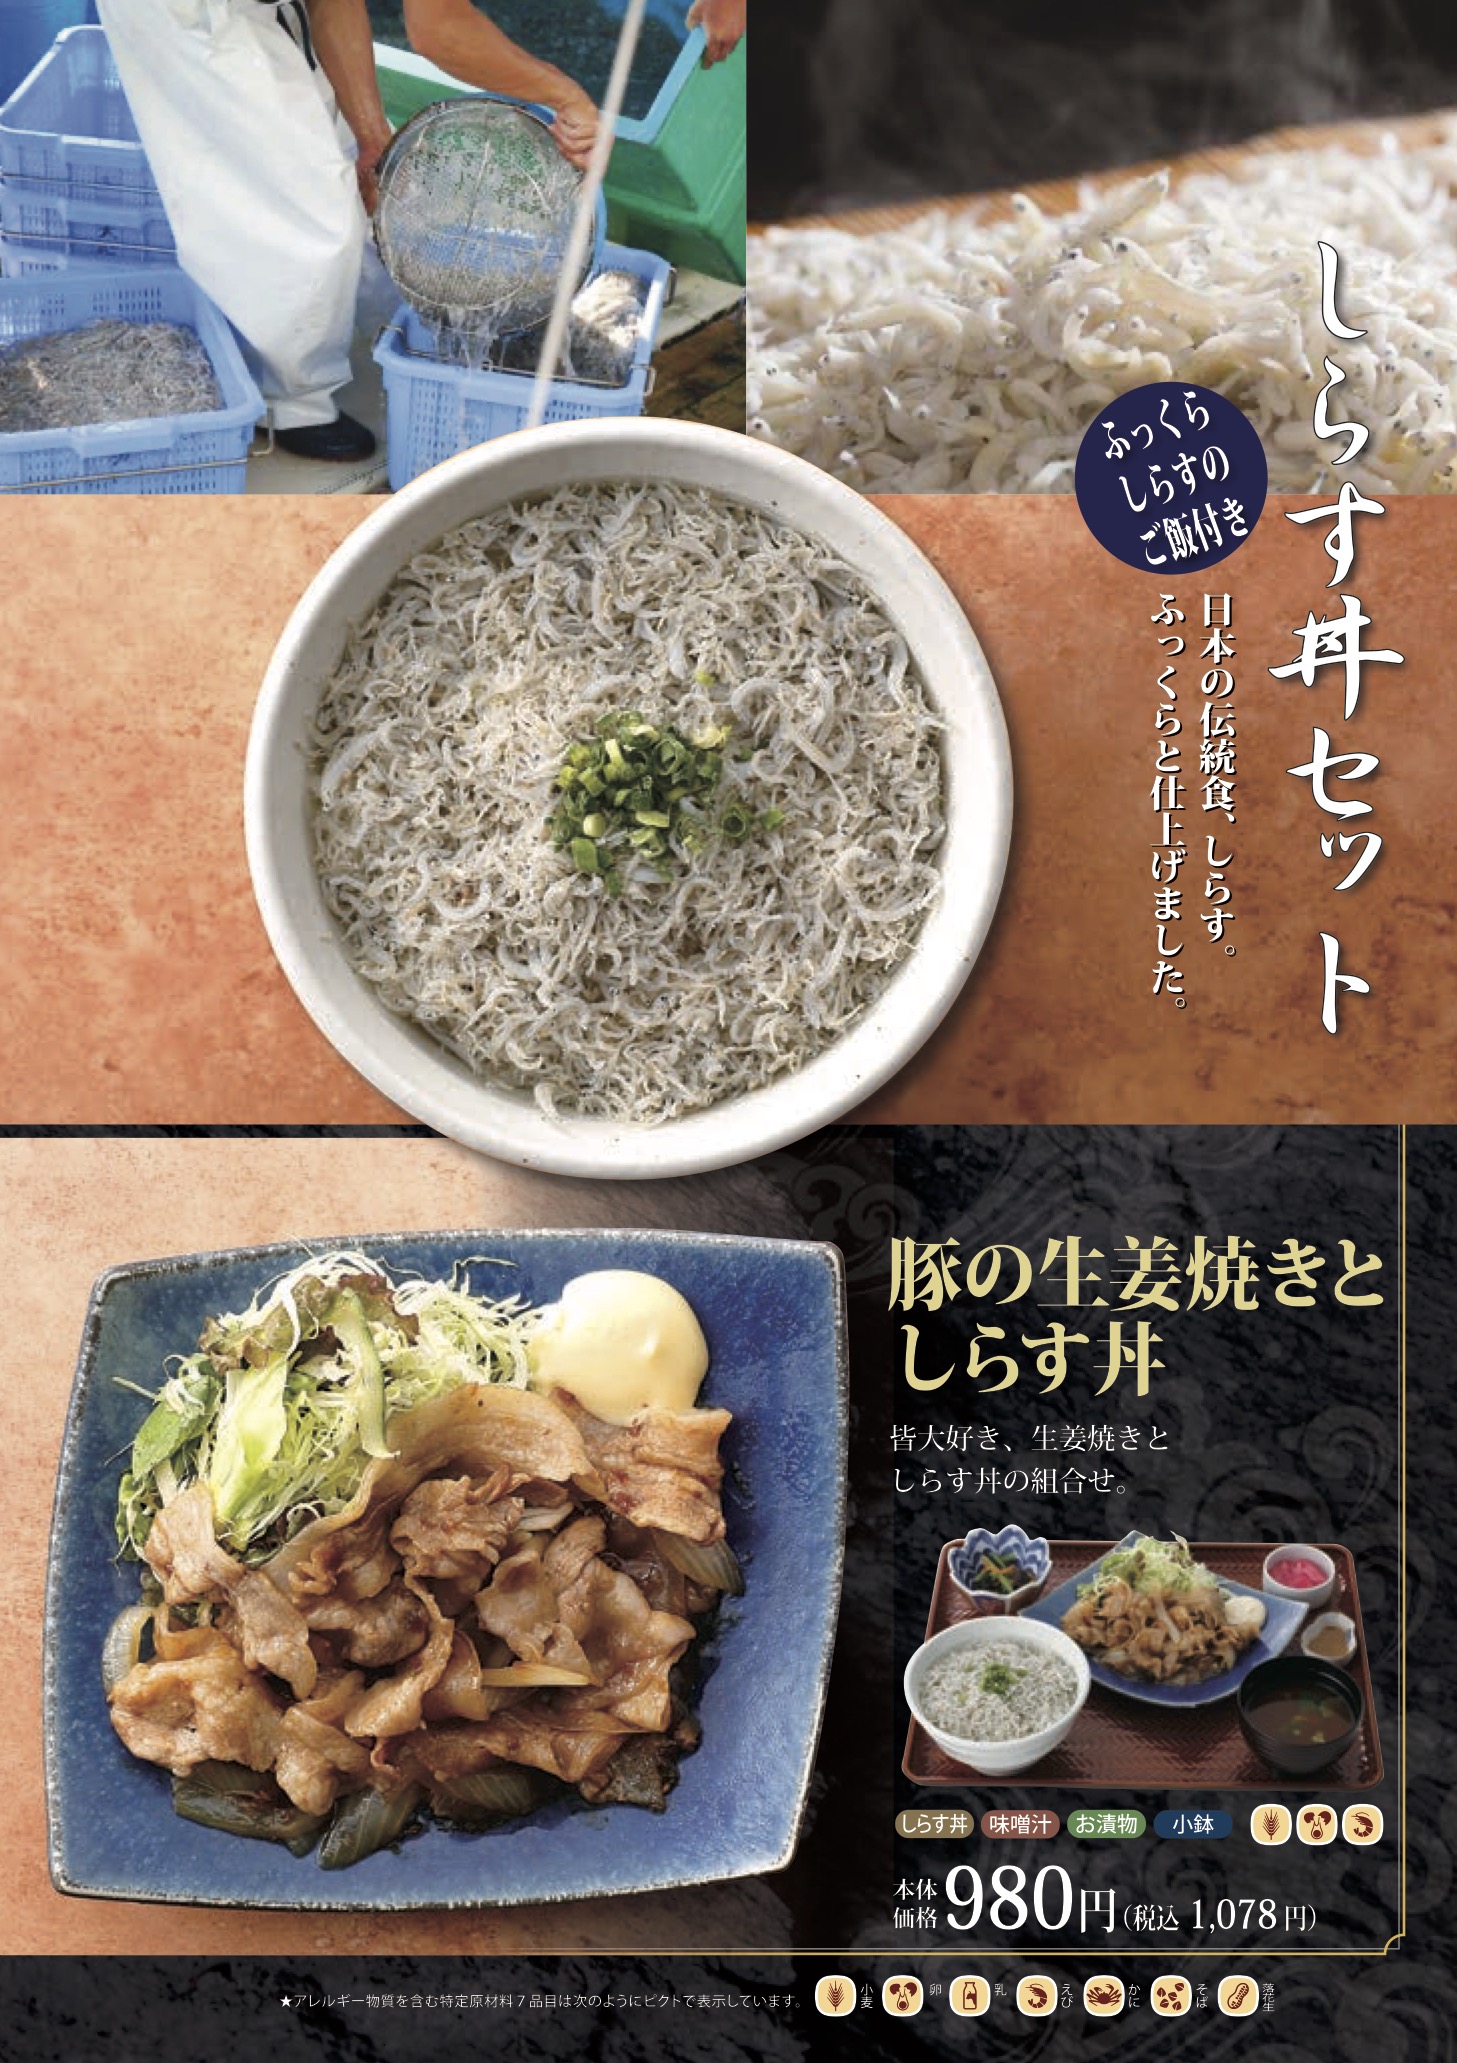 しらす丼セット
ふっくら
しらすの
ご飯付き
日本の伝統食、しらす。
ふっくらと仕上げました。
豚の生姜焼きと
しらす丼
皆大好き、生姜焼きと
しらす丼の組合せ。
しらす丼 味噌汁 お漬物 小鉢
本体価格 980円(税込 1,078円)
★アレルギー物質を含む特定原材料7品目は次のようにピクトで表示しています。 小麦 卵 乳 えび かに そば 落花生